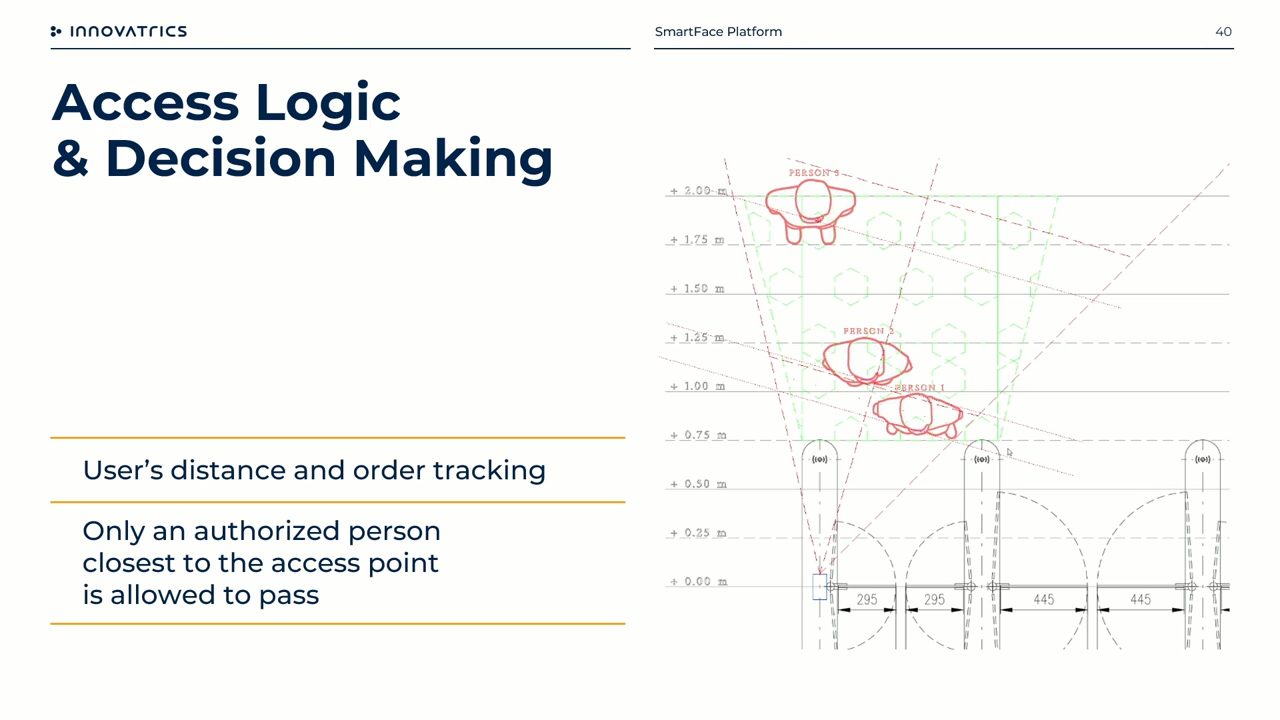 INNOVATRICS
SmartFace Platform
40
Access Logic
& Decision Making
User's distance and order tracking
Only an authorized person
closest to the access point
is allowed to pass
PERSON 3
+ 2.00 m
+ 1.75 m
+ 1.50 m
PERSON 2
+ 1.25 m
+ 1.00 m
PERSON 1
+ 0.75 m
+ 0.50 m
+ 0.25 m
+ 0.00 m
295
295
445
445